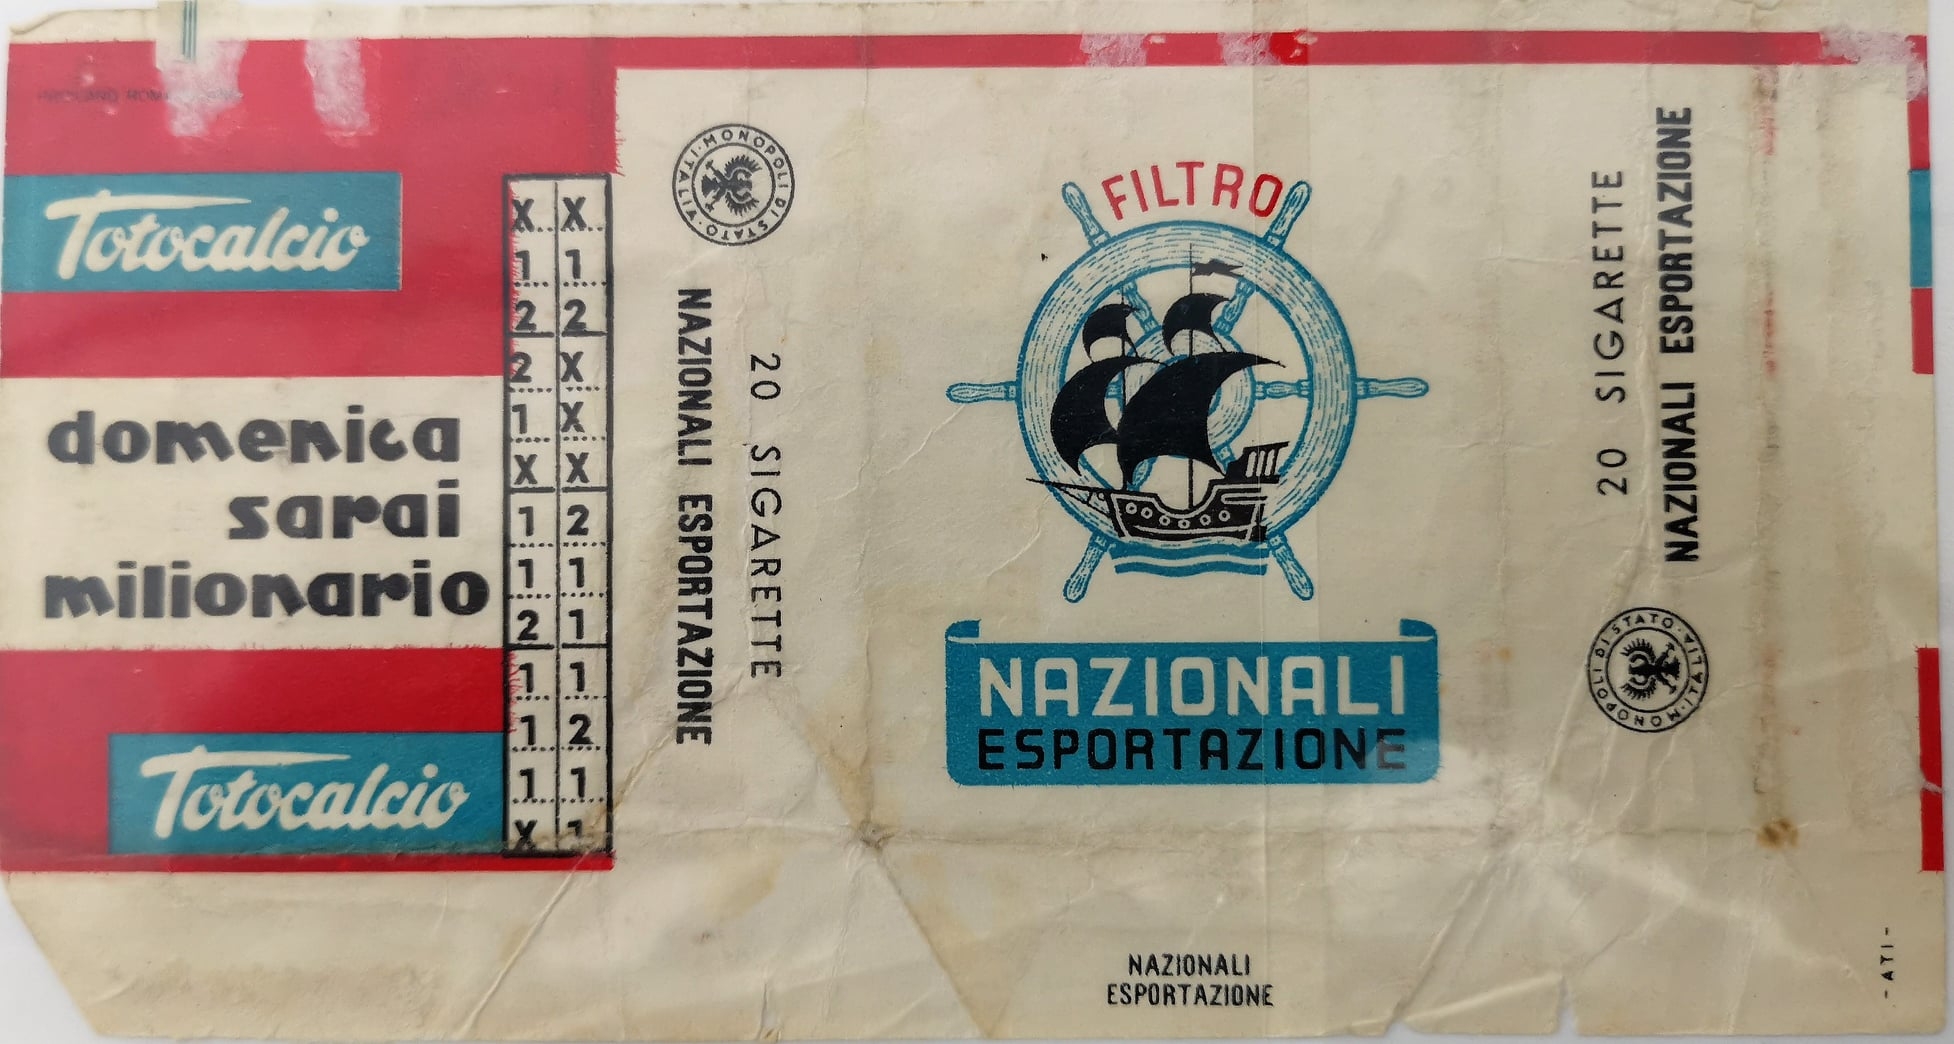 Totocalcio
domenica
sarai
milionario
Totocalcio
X X
1 1
2 2
2 X
1 X
X X
1 2
1 1
2 1
1 1
1 2
1 1
X 1
MONOPOLI DI STATO · ITALIA ·
NAZIONALI ESPORTAZIONE
20 SIGARETTE
FILTRO
NAZIONALI
ESPORTAZIONE
NAZIONALI
ESPORTAZIONE
20 SIGARETTE
NAZIONALI ESPORTAZIONE
MONOPOLI DI STATO · ITALIA ·
- ATI -